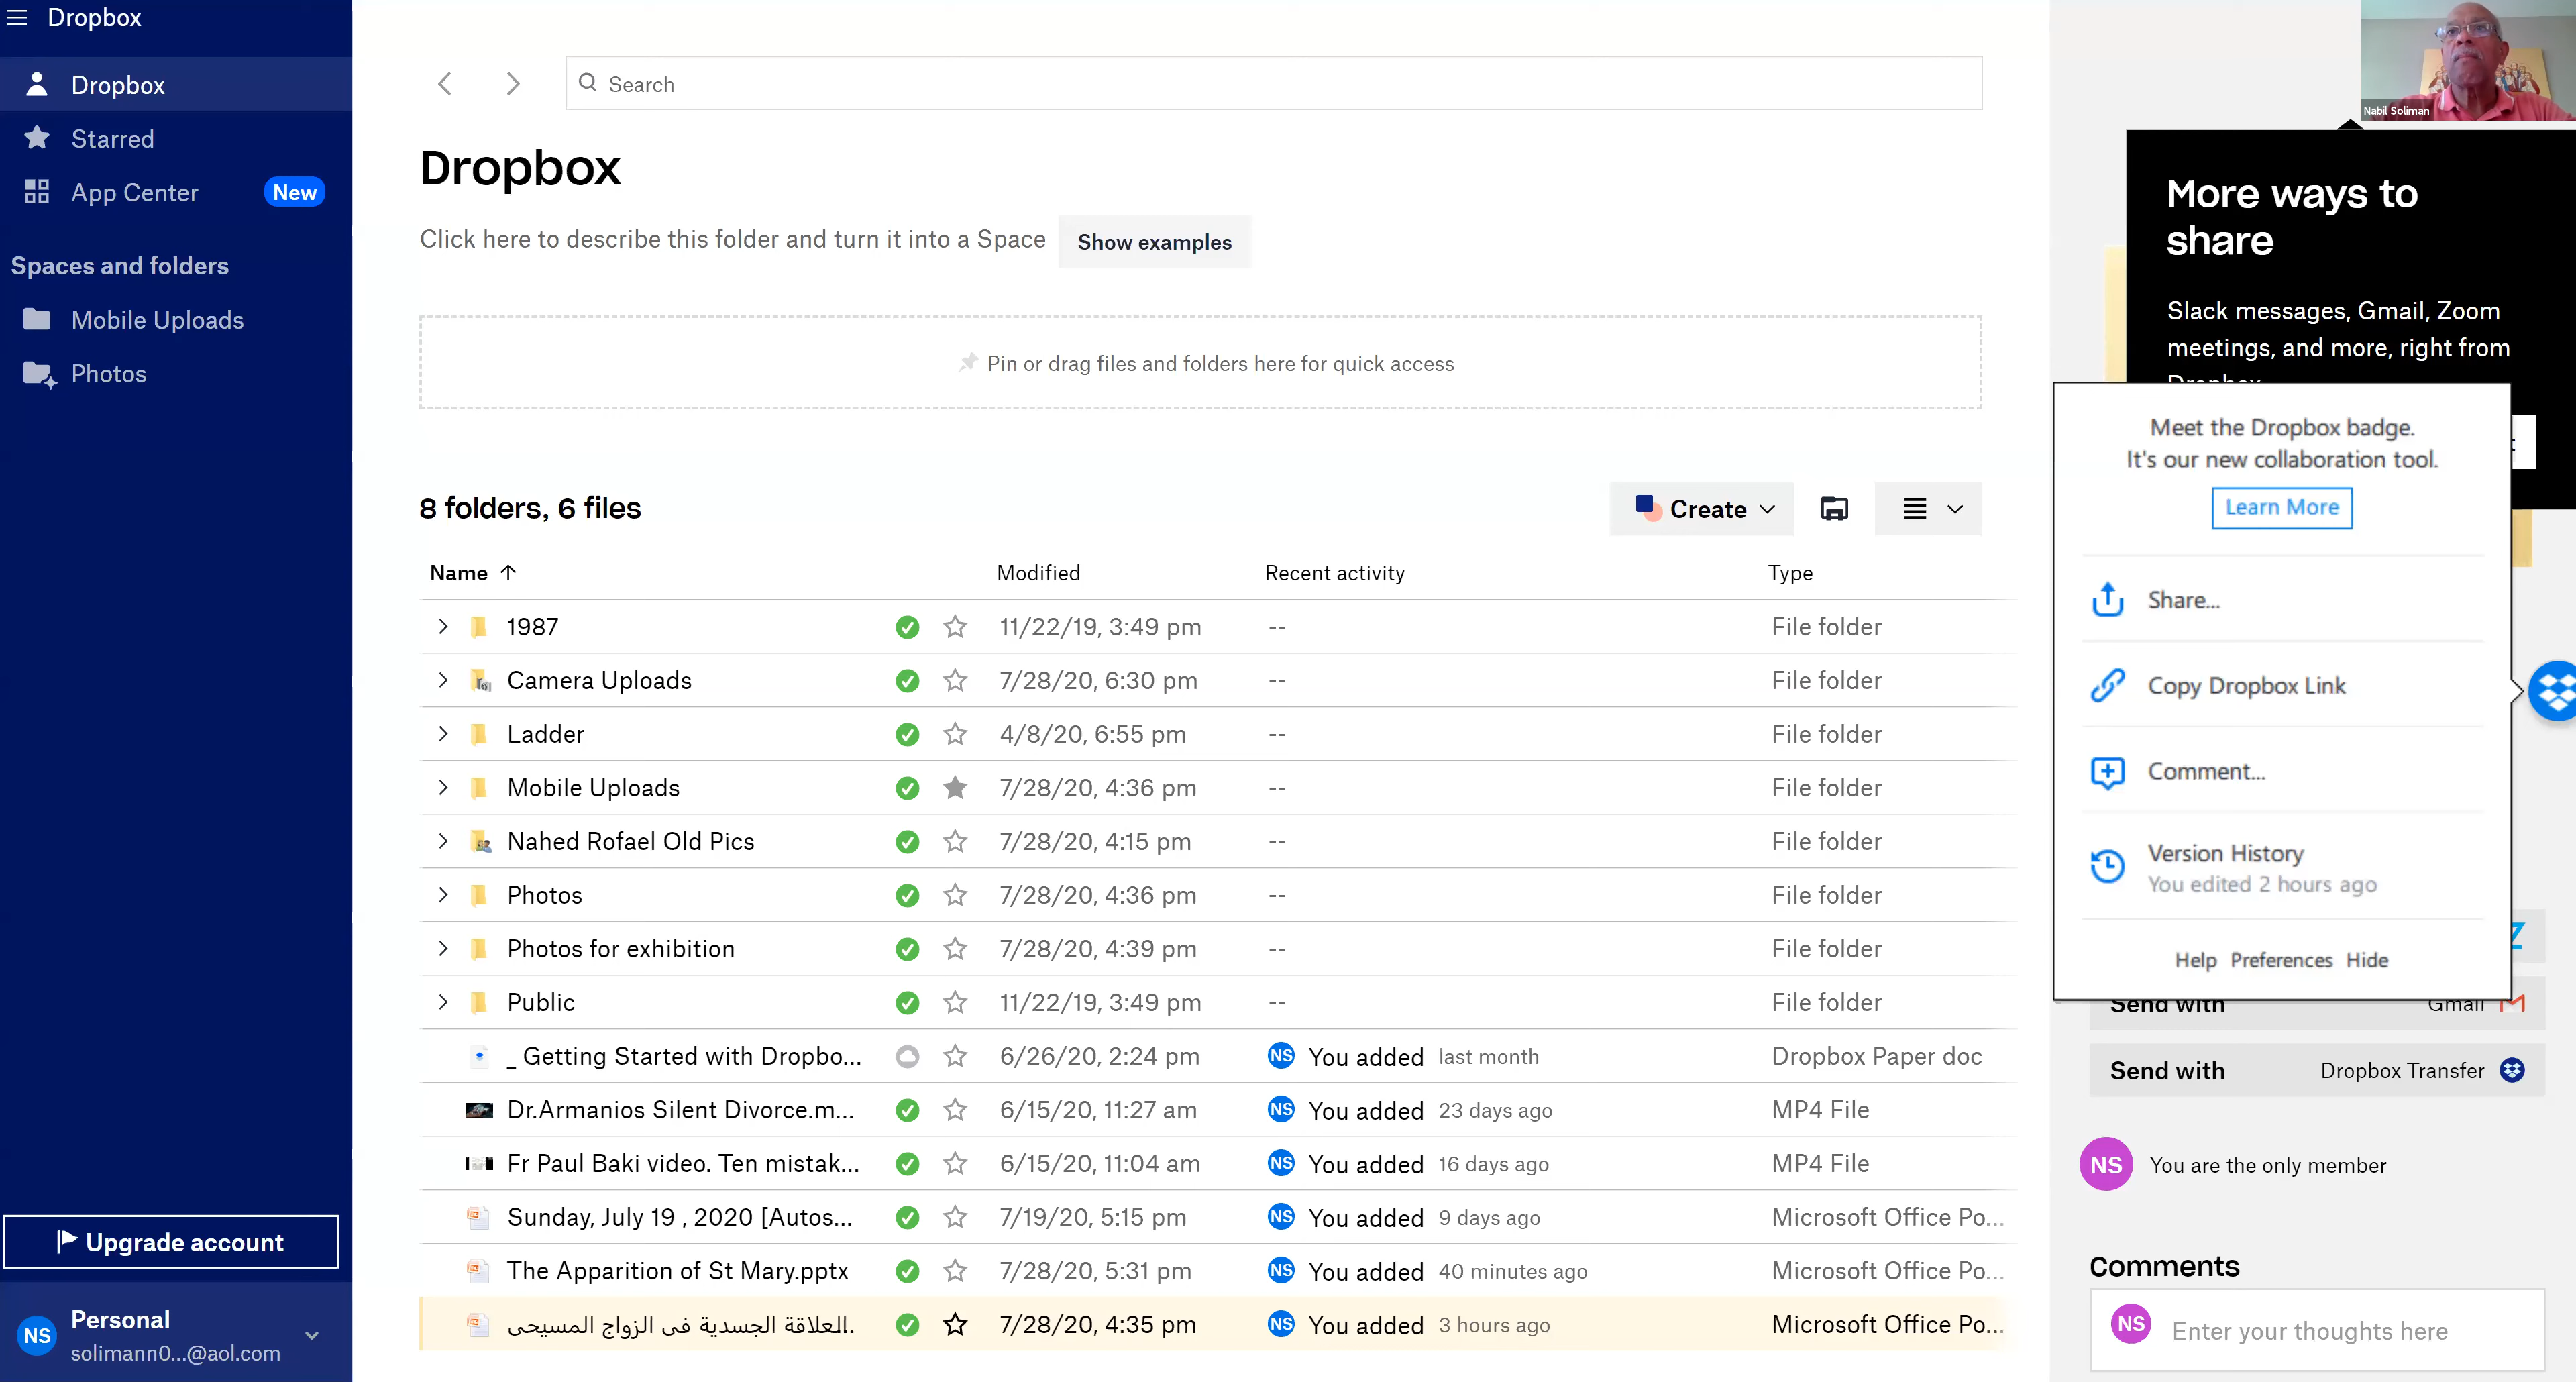 Dropbox
Dropbox
Starred
App Center New
Spaces and folders
Mobile Uploads
Photos
Upgrade account
NS Personal
solimann0...@aol.com
Search
Dropbox
Click here to describe this folder and turn it into a Space Show examples
Pin or drag files and folders here for quick access
8 folders, 6 files Create
Name Modified Recent activity Type
1987 11/22/19, 3:49 pm -- File folder
Camera Uploads 7/28/20, 6:30 pm -- File folder
Ladder 4/8/20, 6:55 pm -- File folder
Mobile Uploads 7/28/20, 4:36 pm -- File folder
Nahed Rofael Old Pics 7/28/20, 4:15 pm -- File folder
Photos 7/28/20, 4:36 pm -- File folder
Photos for exhibition 7/28/20, 4:39 pm -- File folder
Public 11/22/19, 3:49 pm -- File folder
_ Getting Started with Dropbo... 6/26/20, 2:24 pm NS You added last month Dropbox Paper doc
Dr.Armanios Silent Divorce.m... 6/15/20, 11:27 am NS You added 23 days ago MP4 File
Fr Paul Baki video. Ten mistak... 6/15/20, 11:04 am NS You added 16 days ago MP4 File
Sunday, July 19 , 2020 [Autos... 7/19/20, 5:15 pm NS You added 9 days ago Microsoft Office Po...
The Apparition of St Mary.pptx 7/28/20, 5:31 pm NS You added 40 minutes ago Microsoft Office Po...
العلاقة الجسدية فى الزواج المسيحى. 7/28/20, 4:35 pm NS You added 3 hours ago Microsoft Office Po...
Nabil Soliman
More ways to
share
Slack messages, Gmail, Zoom
meetings, and more, right from
Dropbox
Meet the Dropbox badge.
It's our new collaboration tool.
Learn More
Share...
Copy Dropbox Link
Comment...
Version History
You edited 2 hours ago
Help Preferences Hide
Send with Gmail
Send with Dropbox Transfer
NS You are the only member
Comments
NS Enter your thoughts here